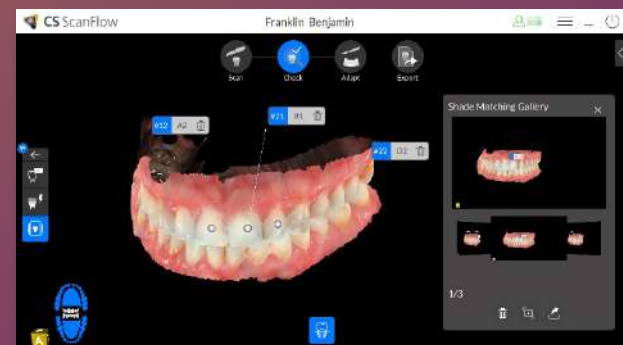 CS ScanFlow
Franklin Benjamin
Scan
Check
Adapt
Export
#12 A2
#21 B1
#22 D2
Shade Matching Gallery
1/3
A